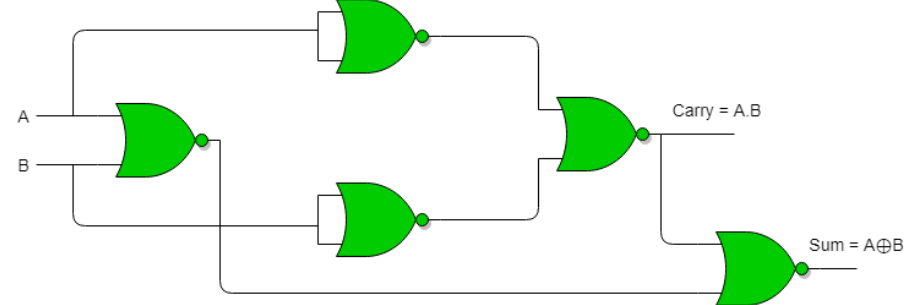 A
B
Carry = A.B
Sum = A⊕B